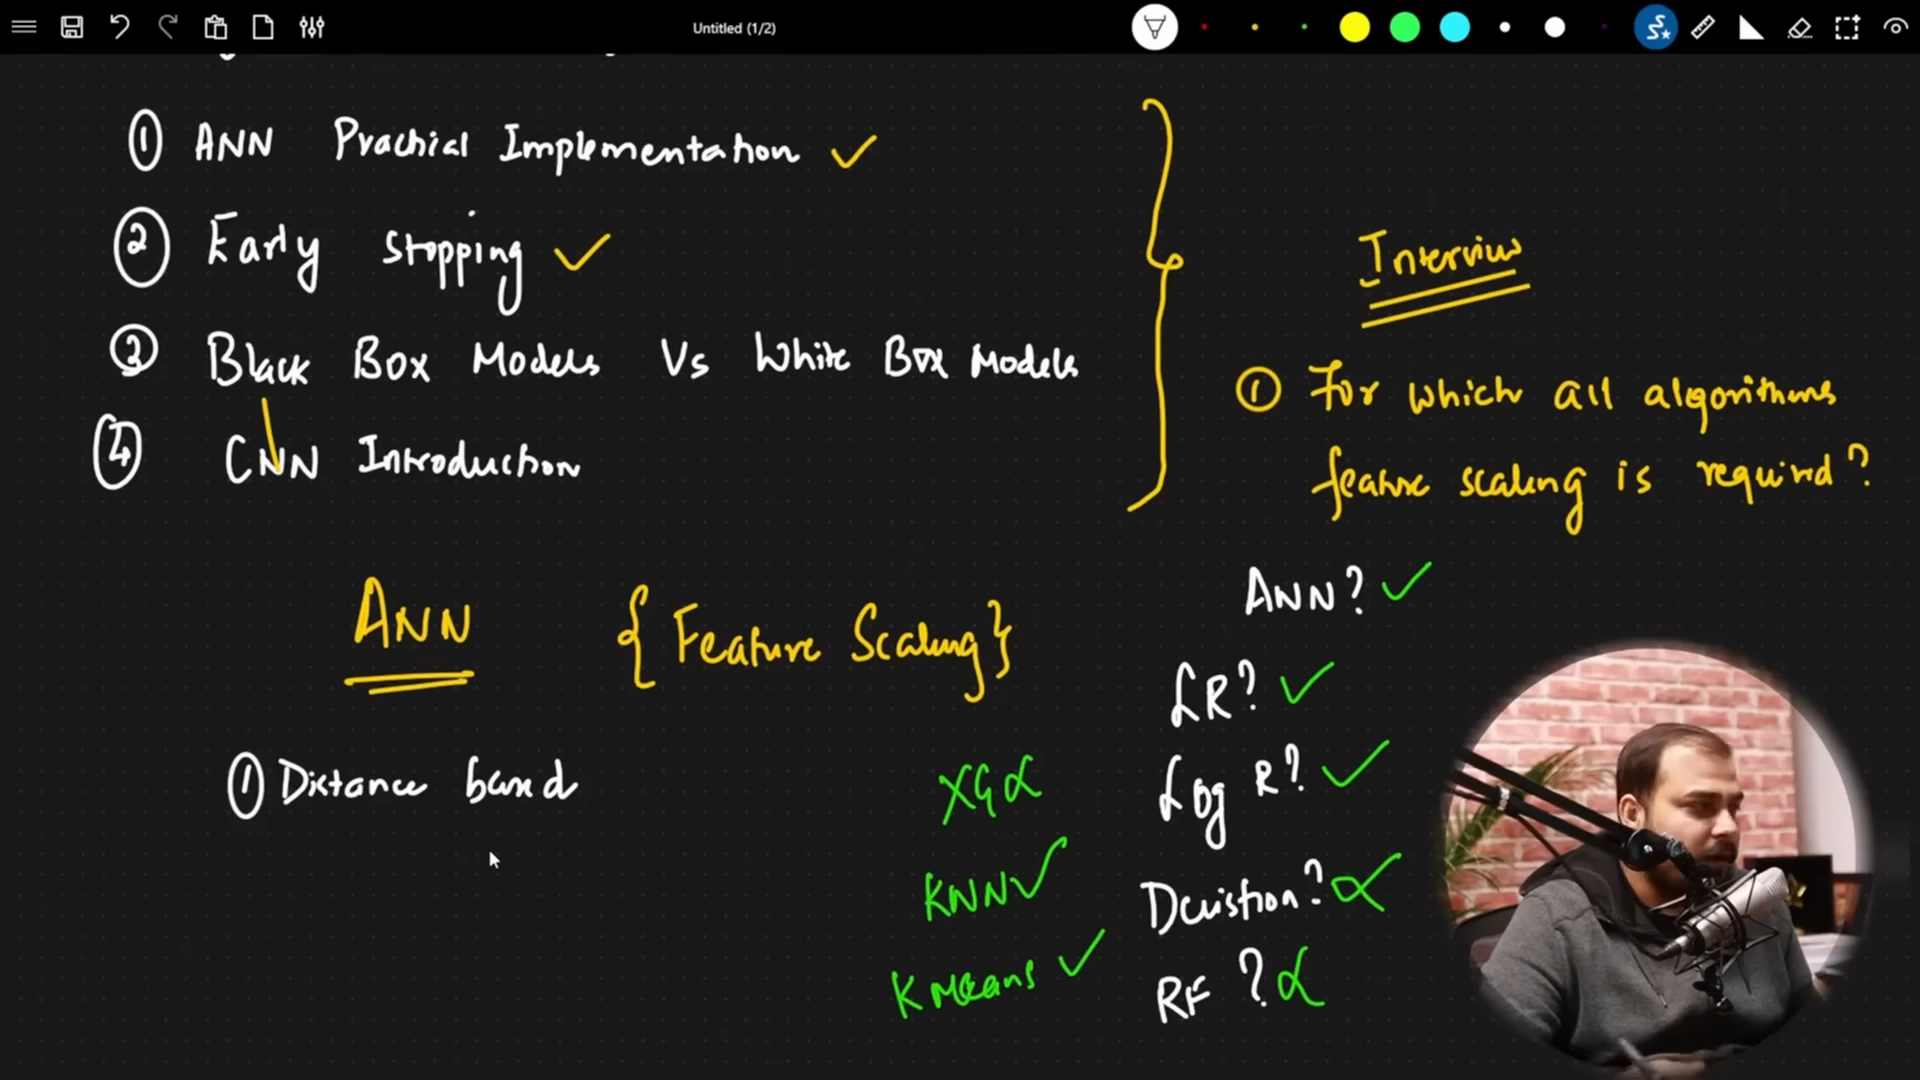 Untitled (1/2)
① ANN Practical Implementation ✓
② Early Stopping ✓
③ Black Box Models Vs White Box Models
④ CNN Introduction
Interview
① For which all algorithms
feature scaling is required?
ANN {Feature Scaling}
① Distance based
ANN? ✓
LR? ✓
Log R? ✓
Decistion?
RF ?
XG
KNN ✓
K Means ✓